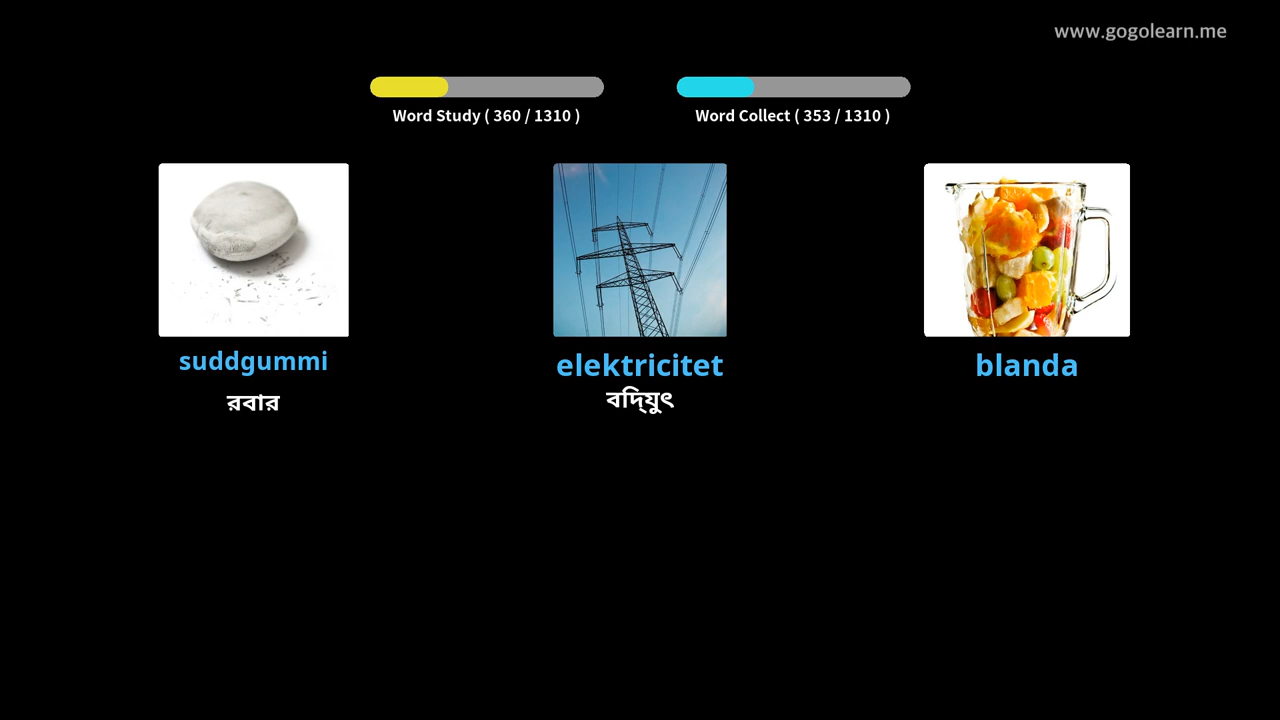 www.gogolearn.me
Word Study ( 360 / 1310 )
Word Collect ( 353 / 1310 )
suddgummi
elektricitet
blanda
রবার
বিদ্যুৎ